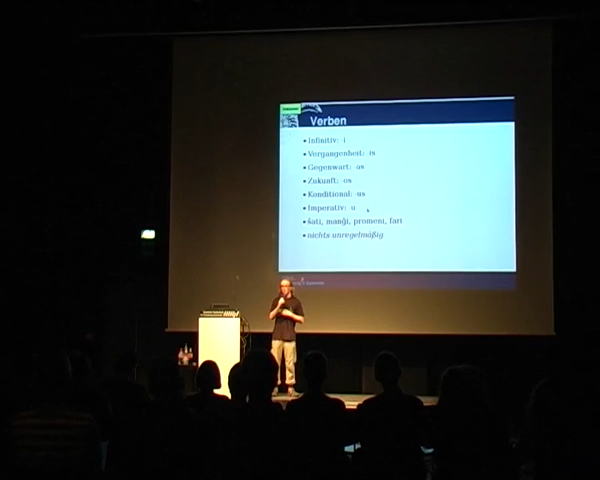 Verben
Infinitiv: -i
Vergangenheit: -is
Gegenwart: -as
Zukunft: -os
Konditional: -us
Imperativ: -u
ŝati, manĝi, promeni, fari
nichts unregelmäßig